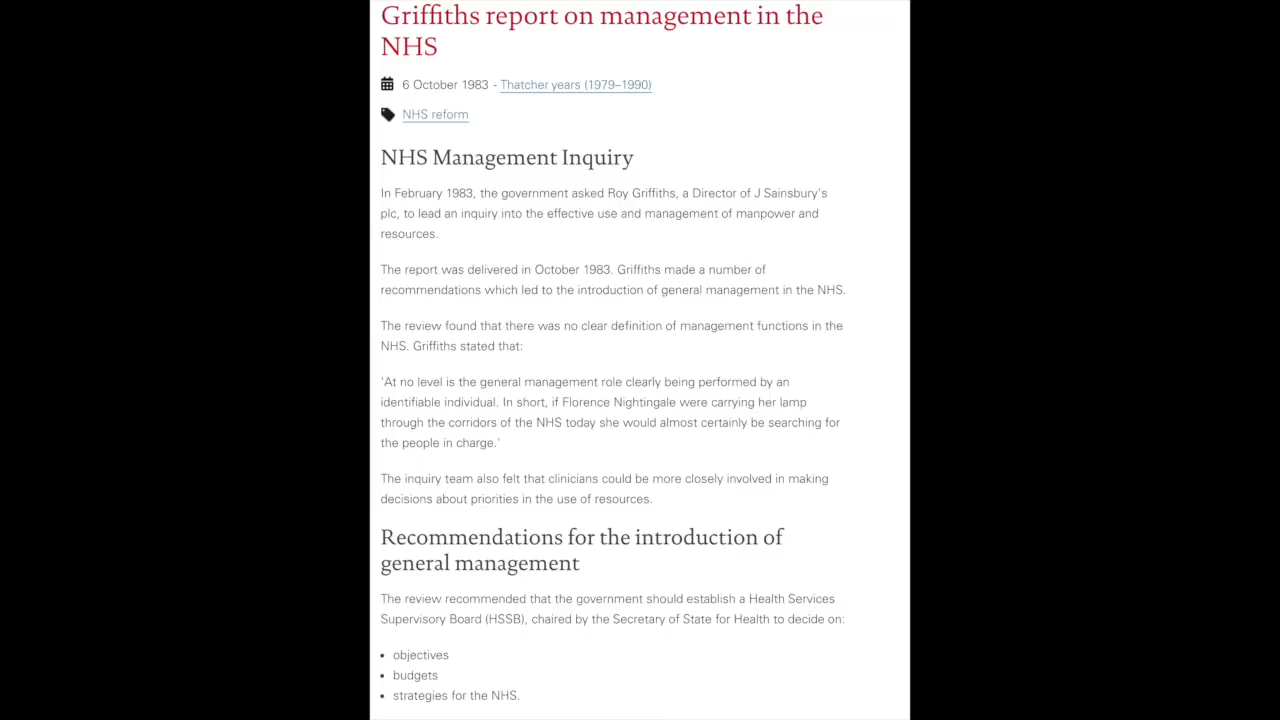 Griffiths report on management in the
NHS
6 October 1983 - Thatcher years (1979–1990)
NHS reform
NHS Management Inquiry
In February 1983, the government asked Roy Griffiths, a Director of J Sainsbury's
plc, to lead an inquiry into the effective use and management of manpower and
resources.
The report was delivered in October 1983. Griffiths made a number of
recommendations which led to the introduction of general management in the NHS.
The review found that there was no clear definition of management functions in the
NHS. Griffiths stated that:
'At no level is the general management role clearly being performed by an
identifiable individual. In short, if Florence Nightingale were carrying her lamp
through the corridors of the NHS today she would almost certainly be searching for
the people in charge.'
The inquiry team also felt that clinicians could be more closely involved in making
decisions about priorities in the use of resources.
Recommendations for the introduction of
general management
The review recommended that the government should establish a Health Services
Supervisory Board (HSSB), chaired by the Secretary of State for Health to decide on:
• objectives
• budgets
• strategies for the NHS.